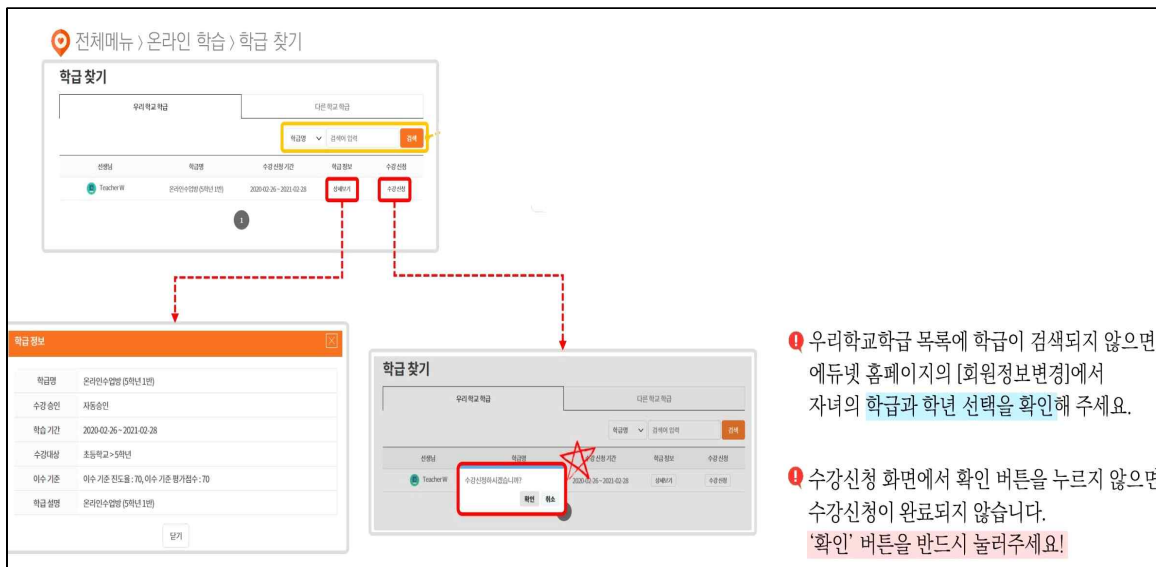 전체메뉴 > 온라인 학습 > 학급 찾기
학급 찾기
우리 학교 학급 다른 학교 학급
학급명 검색어 입력 검색
선생님 학급명 수강 신청 기간 학급 정보 수강 신청
Teacher W 온라인수업방 (5학년 1반) 2020-02-26 ~ 2021-02-28 상세보기 수강 신청
1
학급 정보
학급명 온라인수업방 (5학년 1반)
수강 승인 자동승인
학습 기간 2020-02-26 ~ 2021-02-28
수강대상 초등학교 > 5학년
이수 기준 이수 기준 진도율 : 70, 이수 기준 평가점수 : 70
학급 설명 온라인수업방 (5학년 1반)
닫기
학급 찾기
우리 학교 학급 다른 학교 학급
학급명 검색어 입력 검색
선생님 학급명 수강 신청 기간 학급 정보 수강 신청
Teacher W 수강신청하시겠습니까? 2020-02-26 ~ 2021-02-28 상세보기 수강 신청
확인 취소
우리학교학급 목록에 학급이 검색되지 않으면
에듀넷 홈페이지의 [회원정보변경]에서
자녀의 학급과 학년 선택을 확인해 주세요.
수강신청 화면에서 확인 버튼을 누르지 않으면
수강신청이 완료되지 않습니다.
'확인' 버튼을 반드시 눌러주세요!